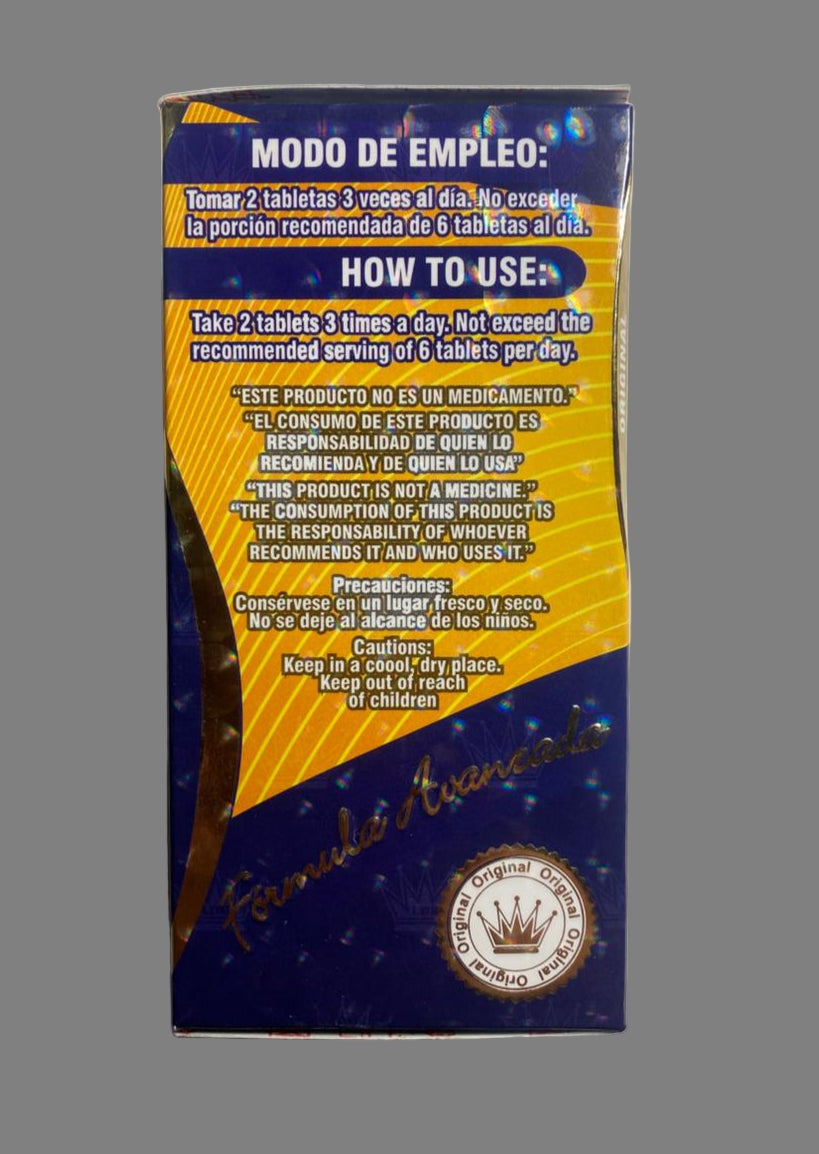 MODO DE EMPLEO:
Tomar 2 tabletas 3 veces al día. No exceder
la porción recomendada de 6 tabletas al día.
HOW TO USE:
Take 2 tablets 3 times a day. Not exceed the
recommended serving of 6 tablets per day.
“ESTE PRODUCTO NO ES UN MEDICAMENTO.”
“EL CONSUMO DE ESTE PRODUCTO ES
RESPONSABILIDAD DE QUIEN LO
RECOMIENDA Y DE QUIEN LO USA”
“THIS PRODUCT IS NOT A MEDICINE.”
“THE CONSUMPTION OF THIS PRODUCT IS
THE RESPONSABILITY OF WHOEVER
RECOMMENDS IT AND WHO USES IT.”
Precauciones:
Consérvese en un lugar fresco y seco.
No se deje al alcance de los niños.
Cautions:
Keep in a coool, dry place.
Keep out of reach
of children
Formula Avanzada
Original Original Original Original Original
ORIGINAL